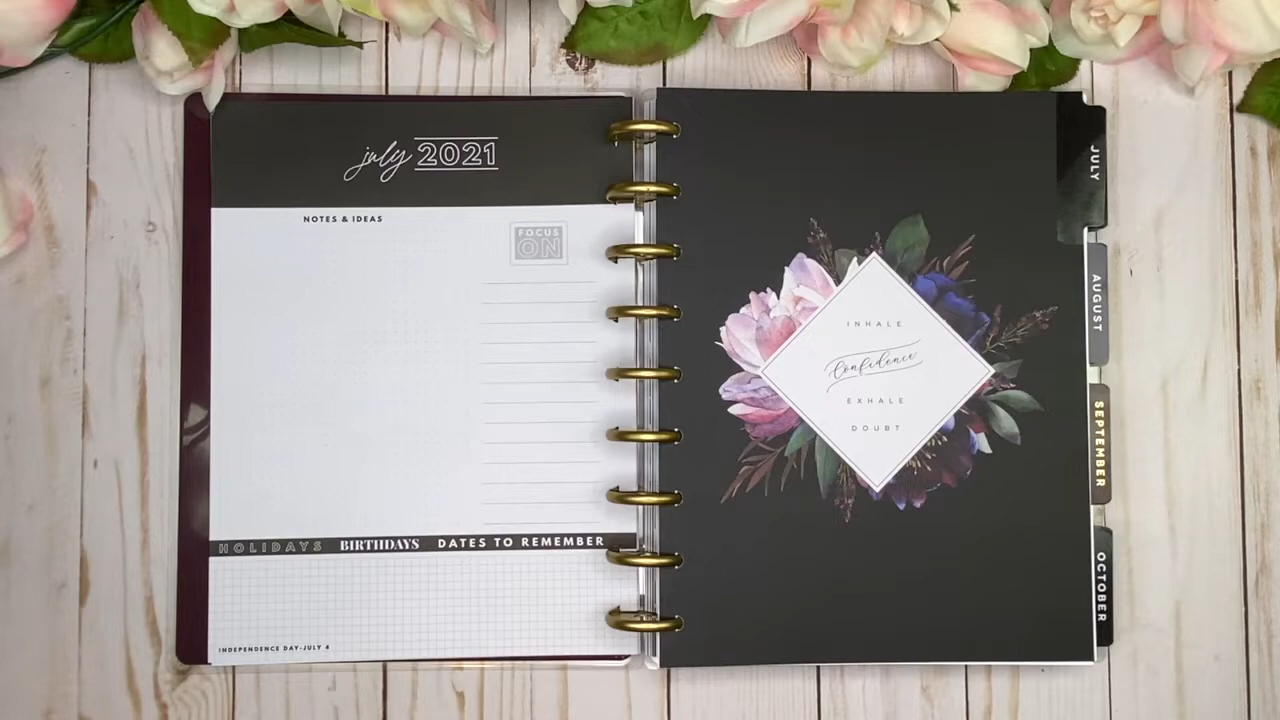 july 2021
NOTES & IDEAS
FOCUS
ON
HOLIDAYS BIRTHDAYS DATES TO REMEMBER
INDEPENDENCE DAY-JULY 4
INHALE
Confidence
EXHALE
DOUBT
JULY
AUGUST
SEPTEMBER
OCTOBER